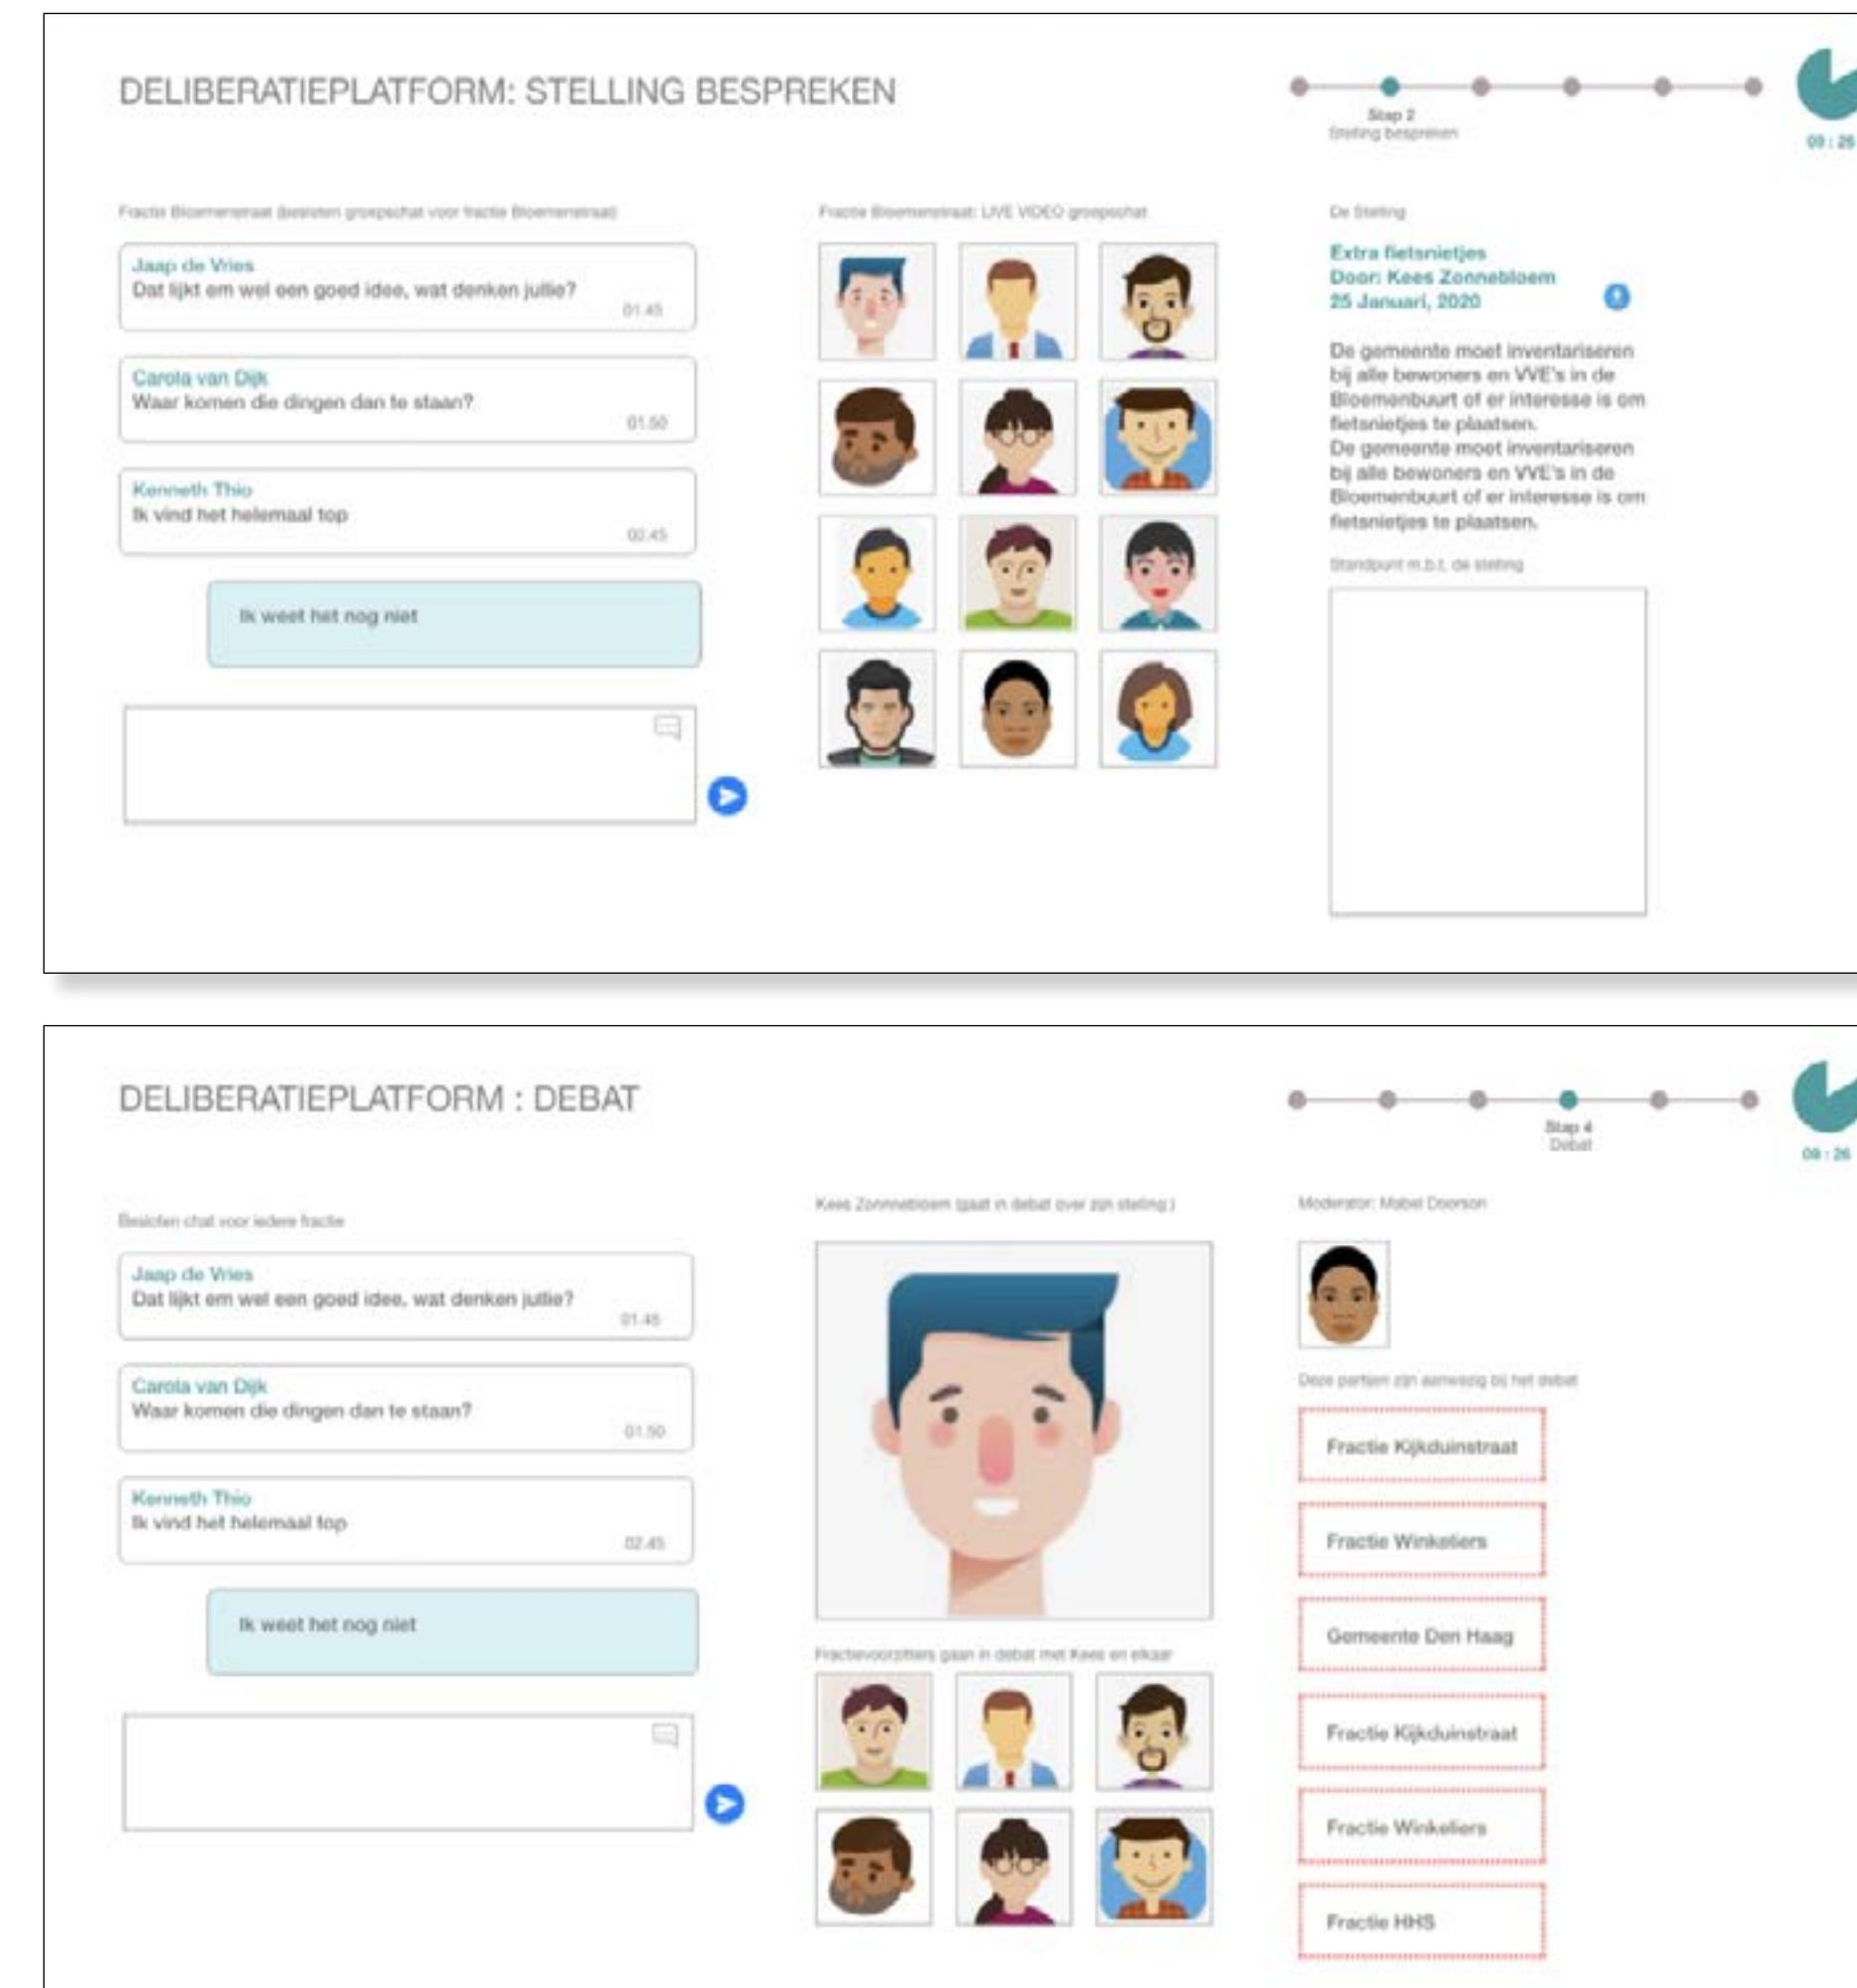 DELIBERATIEPLATFORM: STELLING BESPREKEN
Stap 2
Stelling bespreken
09 : 26
Fractie Bloemenstraat (besloten groepschat voor fractie Bloemenstraat)
Jaap de Vries
Dat lijkt em wel een goed idee, wat denken jullie?
01.45
Carola van Dijk
Waar komen die dingen dan te staan?
01.50
Kenneth Thio
Ik vind het helemaal top
02.45
Ik weet het nog niet
Fractie Bloemenstraat: LIVE VIDEO groepschat
De Stelling
Extra fietsnietjes
Door: Kees Zonnebloem
25 Januari, 2020
De gemeente moet inventariseren
bij alle bewoners en VVE's in de
Bloemenbuurt of er interesse is om
fietsnietjes te plaatsen.
De gemeente moet inventariseren
bij alle bewoners en VVE's in de
Bloemenbuurt of er interesse is om
fietsnietjes te plaatsen.
Standpunt m.b.t. de stelling
DELIBERATIEPLATFORM : DEBAT
Stap 4
Debat
09 : 26
Besloten chat voor iedere fractie
Jaap de Vries
Dat lijkt em wel een goed idee, wat denken jullie?
01.45
Carola van Dijk
Waar komen die dingen dan te staan?
01.50
Kenneth Thio
Ik vind het helemaal top
02.45
Ik weet het nog niet
Kees Zonnnebloem (gaat in debat over zijn stelling )
Fractievoorzitters gaan in debat met Kees en elkaar
Moderator: Mabel Doorson
Deze partijen zijn aanwezig bij het debat
Fractie Kijkduinstraat
Fractie Winkeliers
Gemeente Den Haag
Fractie Kijkduinstraat
Fractie Winkeliers
Fractie HHS